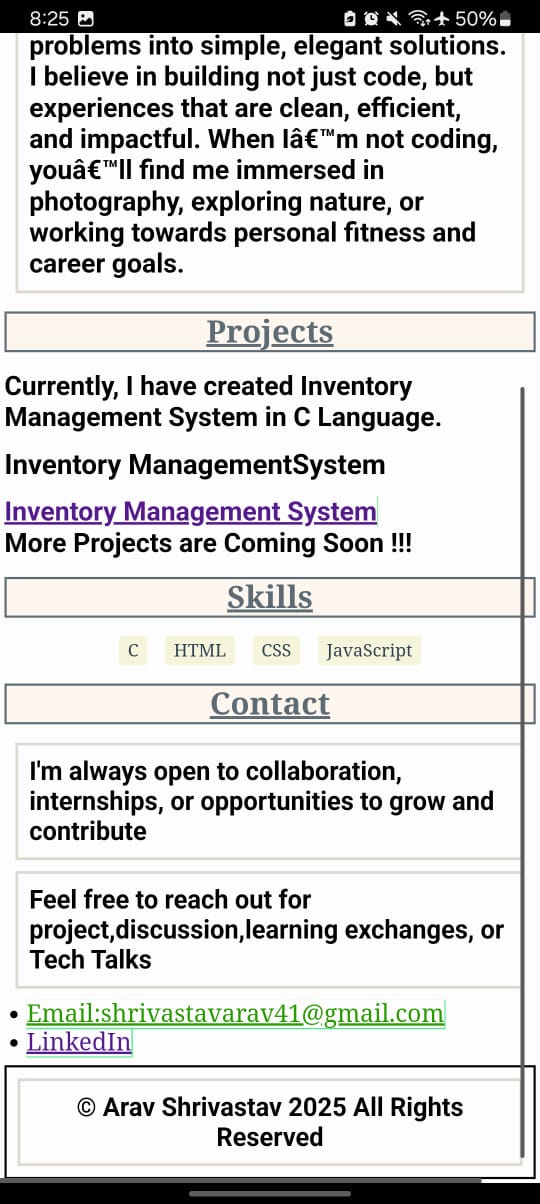 8:25 50%
problems into simple, elegant solutions.
I believe in building not just code, but
experiences that are clean, efficient,
and impactful. When Iâ€™m not coding,
youâ€™ll find me immersed in
photography, exploring nature, or
working towards personal fitness and
career goals.
Projects
Currently, I have created Inventory
Management System in C Language.
Inventory ManagementSystem
Inventory Management System
More Projects are Coming Soon !!!
Skills
C HTML CSS JavaScript
Contact
I'm always open to collaboration,
internships, or opportunities to grow and
contribute
Feel free to reach out for
project,discussion,learning exchanges, or
Tech Talks
• Email:shrivastavarav41@gmail.com
• LinkedIn
© Arav Shrivastav 2025 All Rights
Reserved